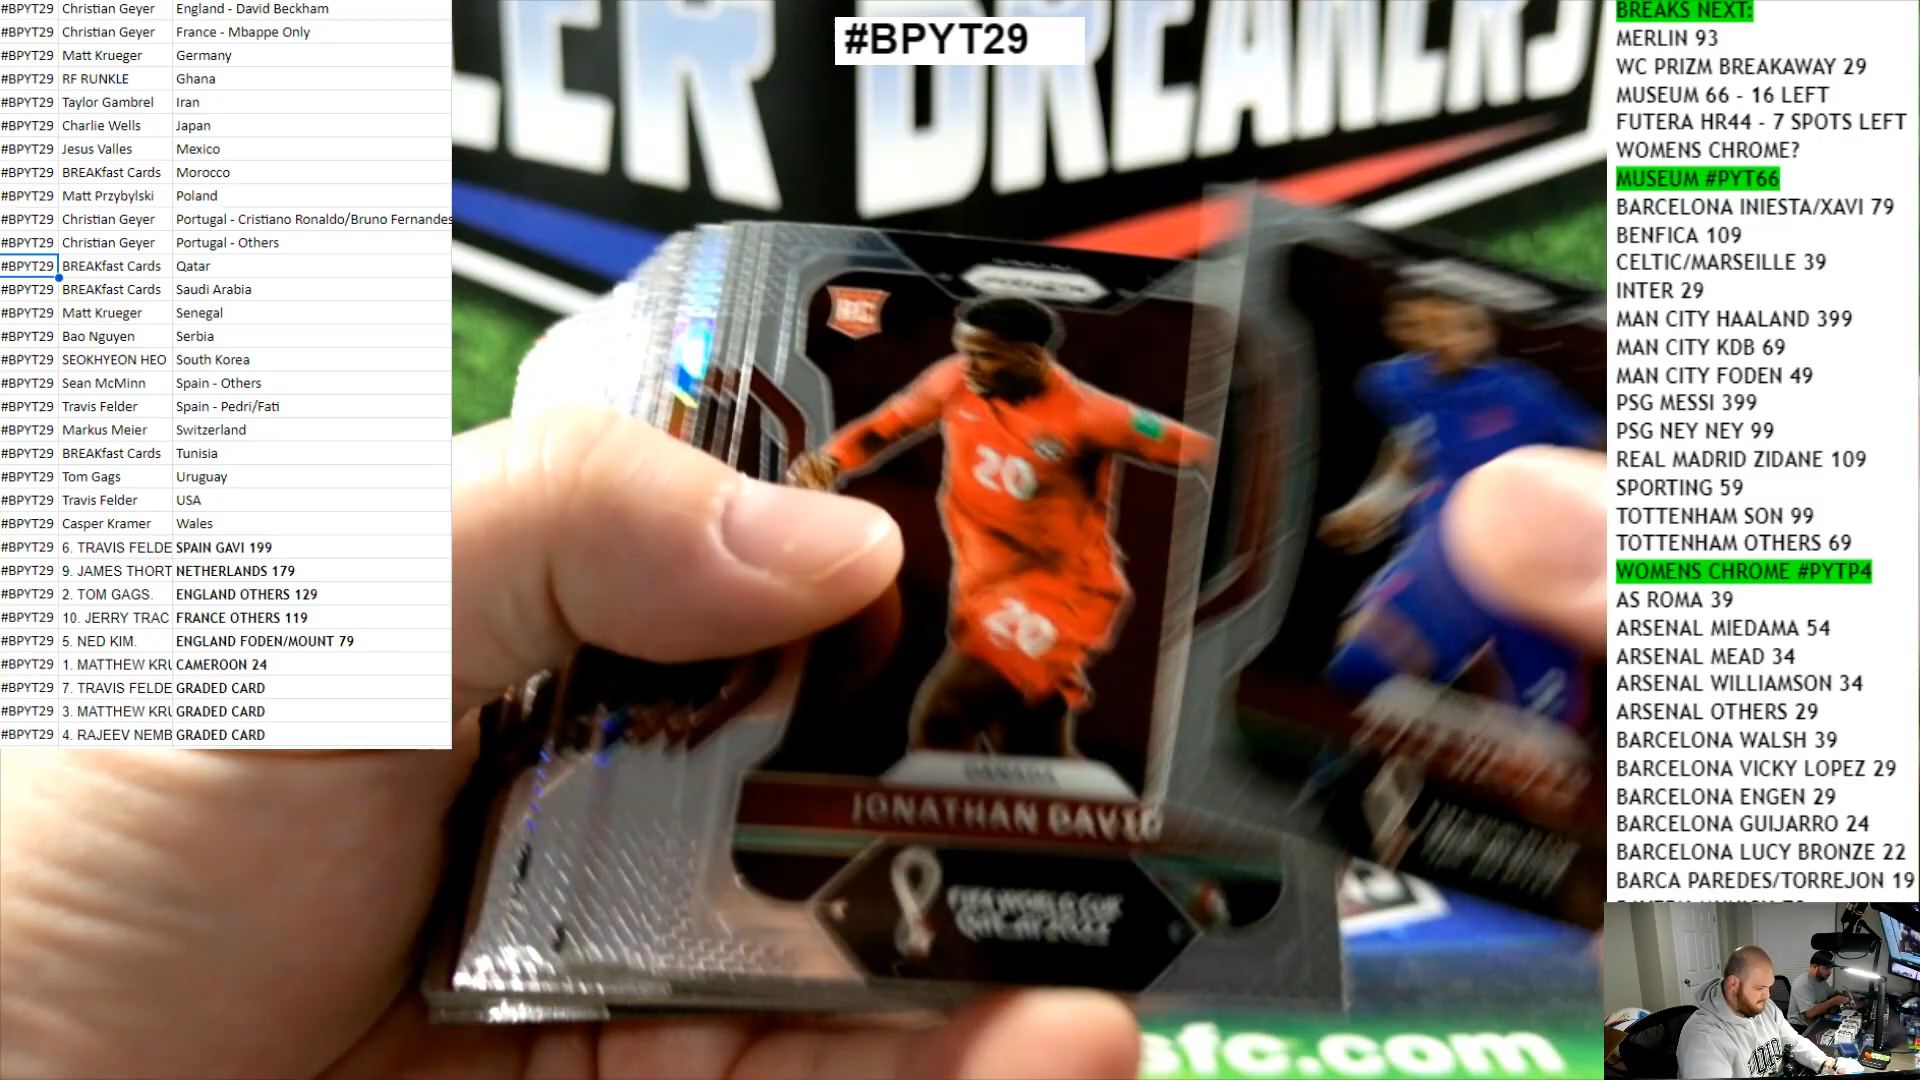 #BPYT29 Christian Geyer England - David Beckham
#BPYT29 Christian Geyer France - Mbappe Only
#BPYT29 Matt Krueger Germany
#BPYT29 RF RUNKLE Ghana
#BPYT29 Taylor Gambrel Iran
#BPYT29 Charlie Wells Japan
#BPYT29 Jesus Valles Mexico
#BPYT29 BREAKfast Cards Morocco
#BPYT29 Matt Przybylski Poland
#BPYT29 Christian Geyer Portugal - Cristiano Ronaldo/Bruno Fernandes
#BPYT29 Christian Geyer Portugal - Others
#BPYT29 BREAKfast Cards Qatar
#BPYT29 BREAKfast Cards Saudi Arabia
#BPYT29 Matt Krueger Senegal
#BPYT29 Bao Nguyen Serbia
#BPYT29 SEOKHYEON HEO South Korea
#BPYT29 Sean McMinn Spain - Others
#BPYT29 Travis Felder Spain - Pedri/Fati
#BPYT29 Markus Meier Switzerland
#BPYT29 BREAKfast Cards Tunisia
#BPYT29 Tom Gags Uruguay
#BPYT29 Travis Felder USA
#BPYT29 Casper Kramer Wales
#BPYT29 6. TRAVIS FELDE SPAIN GAVI 199
#BPYT29 9. JAMES THORT NETHERLANDS 179
#BPYT29 2. TOM GAGS. ENGLAND OTHERS 129
#BPYT29 10. JERRY TRAC FRANCE OTHERS 119
#BPYT29 5. NED KIM. ENGLAND FODEN/MOUNT 79
#BPYT29 1. MATTHEW KRU CAMEROON 24
#BPYT29 7. TRAVIS FELDE GRADED CARD
#BPYT29 3. MATTHEW KRU GRADED CARD
#BPYT29 4. RAJEEV NEMB GRADED CARD
#BPYT29
LER BREAKERS
PRIZM
RC
20
20
CANADA
JONATHAN DAVID
FIFA WORLD CUP
QATAR2022
sfc.com
BREAKS NEXT:
MERLIN 93
WC PRIZM BREAKAWAY 29
MUSEUM 66 - 16 LEFT
FUTERA HR44 - 7 SPOTS LEFT
WOMENS CHROME?
MUSEUM #PYT66
BARCELONA INIESTA/XAVI 79
BENFICA 109
CELTIC/MARSEILLE 39
INTER 29
MAN CITY HAALAND 399
MAN CITY KDB 69
MAN CITY FODEN 49
PSG MESSI 399
PSG NEY NEY 99
REAL MADRID ZIDANE 109
SPORTING 59
TOTTENHAM SON 99
TOTTENHAM OTHERS 69
WOMENS CHROME #PYTP4
AS ROMA 39
ARSENAL MIEDAMA 54
ARSENAL MEAD 34
ARSENAL WILLIAMSON 34
ARSENAL OTHERS 29
BARCELONA WALSH 39
BARCELONA VICKY LOPEZ 29
BARCELONA ENGEN 29
BARCELONA GUIJARRO 24
BARCELONA LUCY BRONZE 22
BARCA PAREDES/TORREJON 19